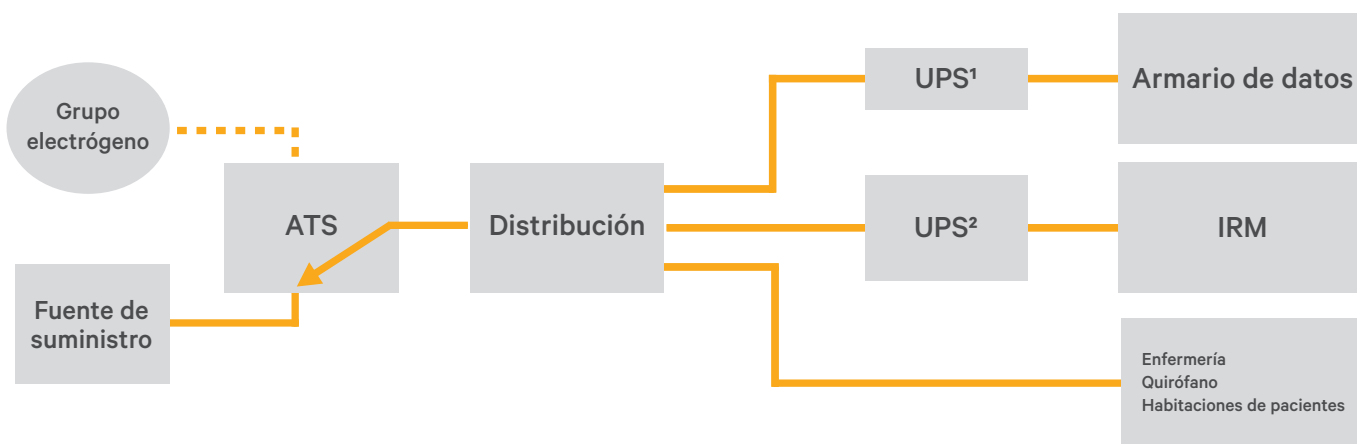 Grupo
electrógeno
Fuente de
suministro
ATS
Distribución
UPS¹
Armario de datos
UPS²
IRM
Enfermería
Quirófano
Habitaciones de pacientes